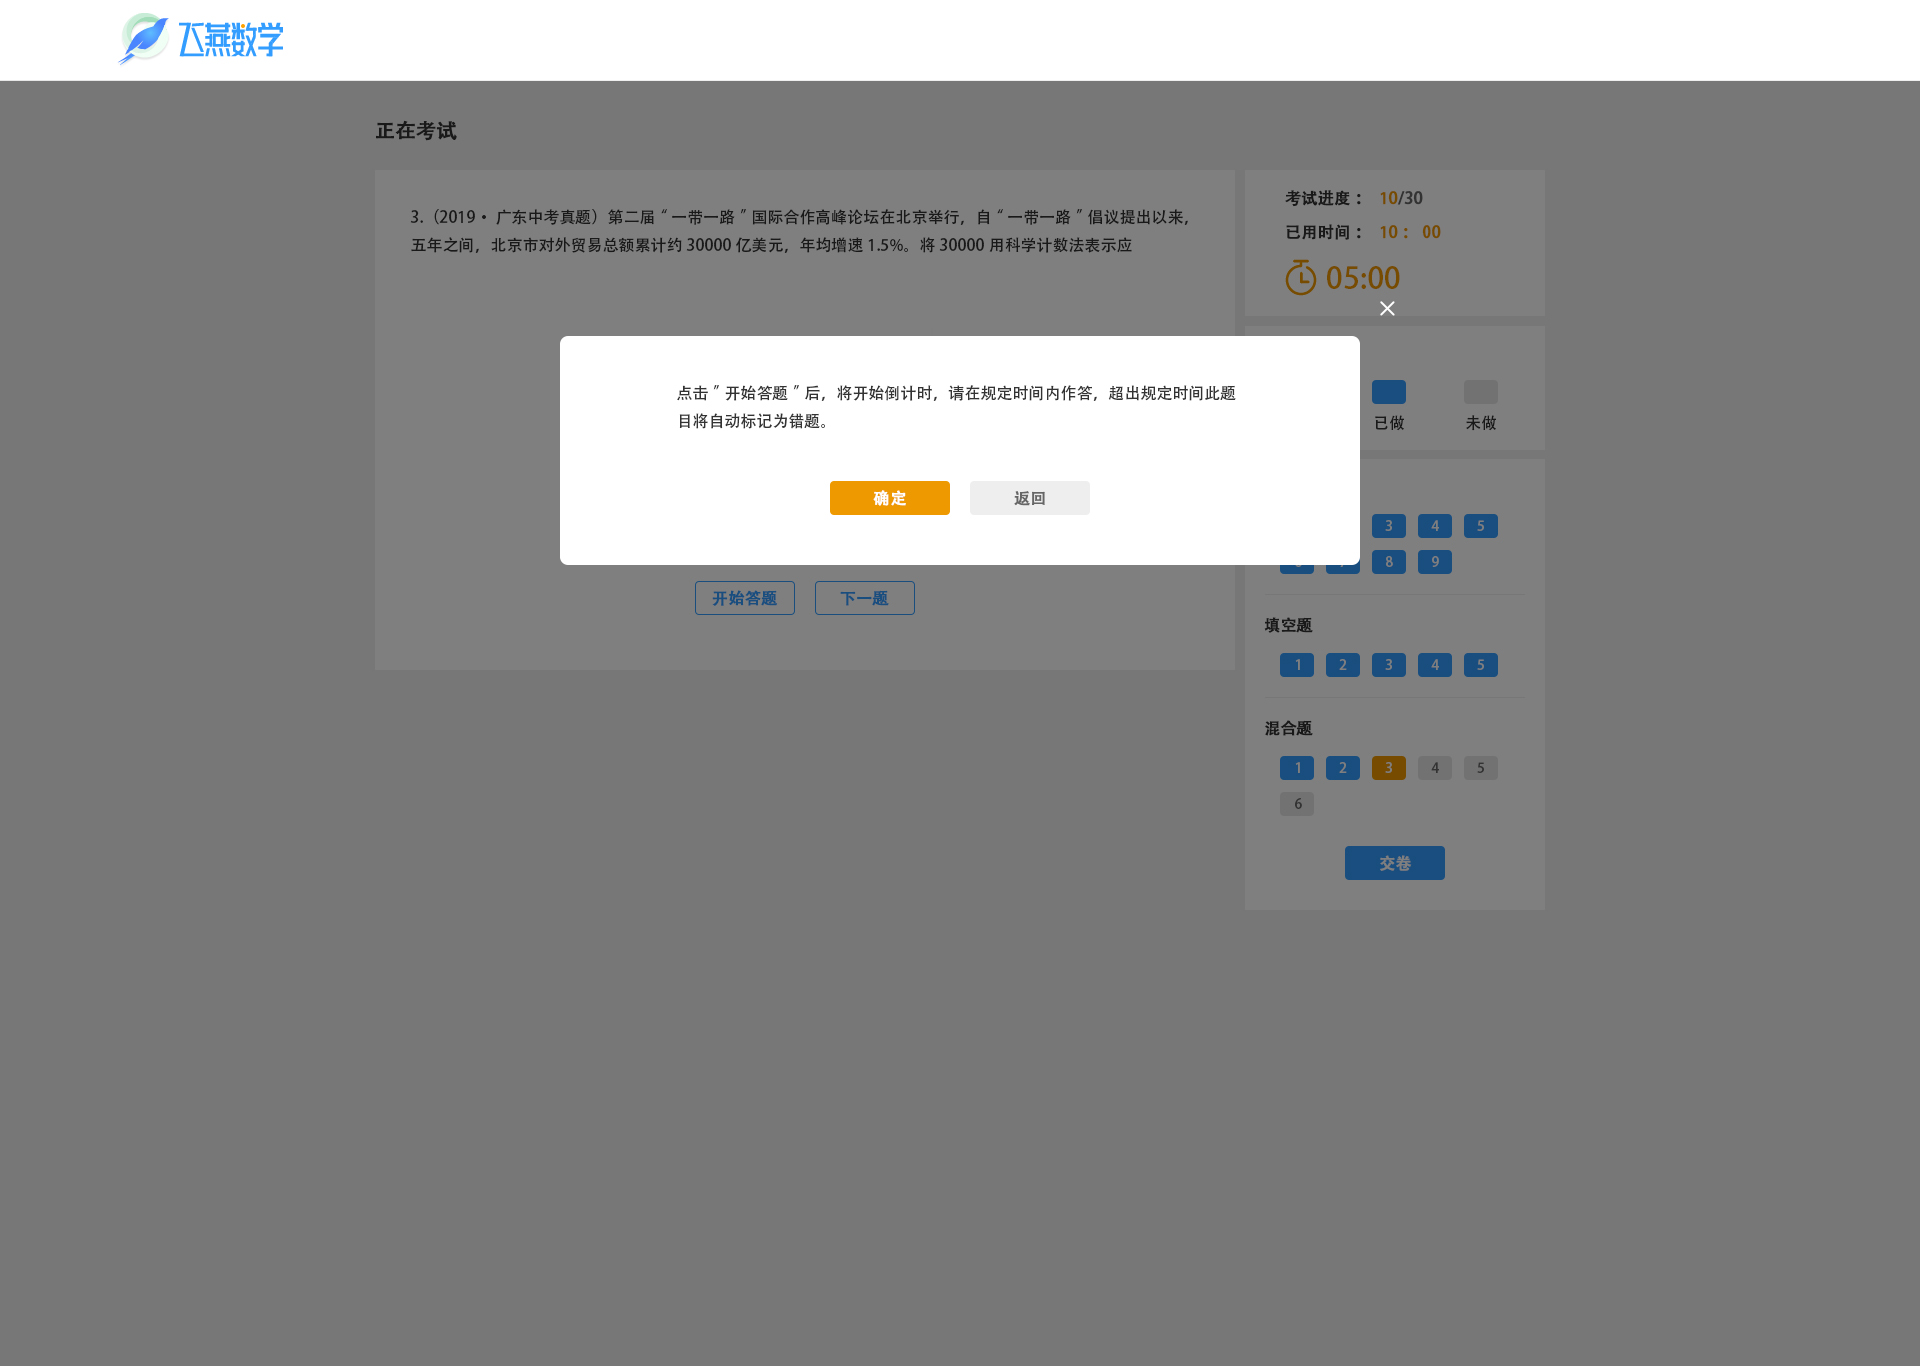 飞燕数学
正在考试
3.（2019• 广东中考真题）第二届“一带一路”国际合作高峰论坛在北京举行，自“一带一路”倡议提出以来，
五年之间，北京市对外贸易总额累计约 30000 亿美元，年均增速 1.5%。将 30000 用科学计数法表示应
考试进度： 10/30
已用时间： 10： 00
05:00
点击"开始答题"后，将开始倒计时，请在规定时间内作答，超出规定时间此题
目将自动标记为错题。
确定 返回
已做 未做
3 4 5
8 9
开始答题 下一题
填空题
1 2 3 4 5
混合题
1 2 3 4 5
6
交卷